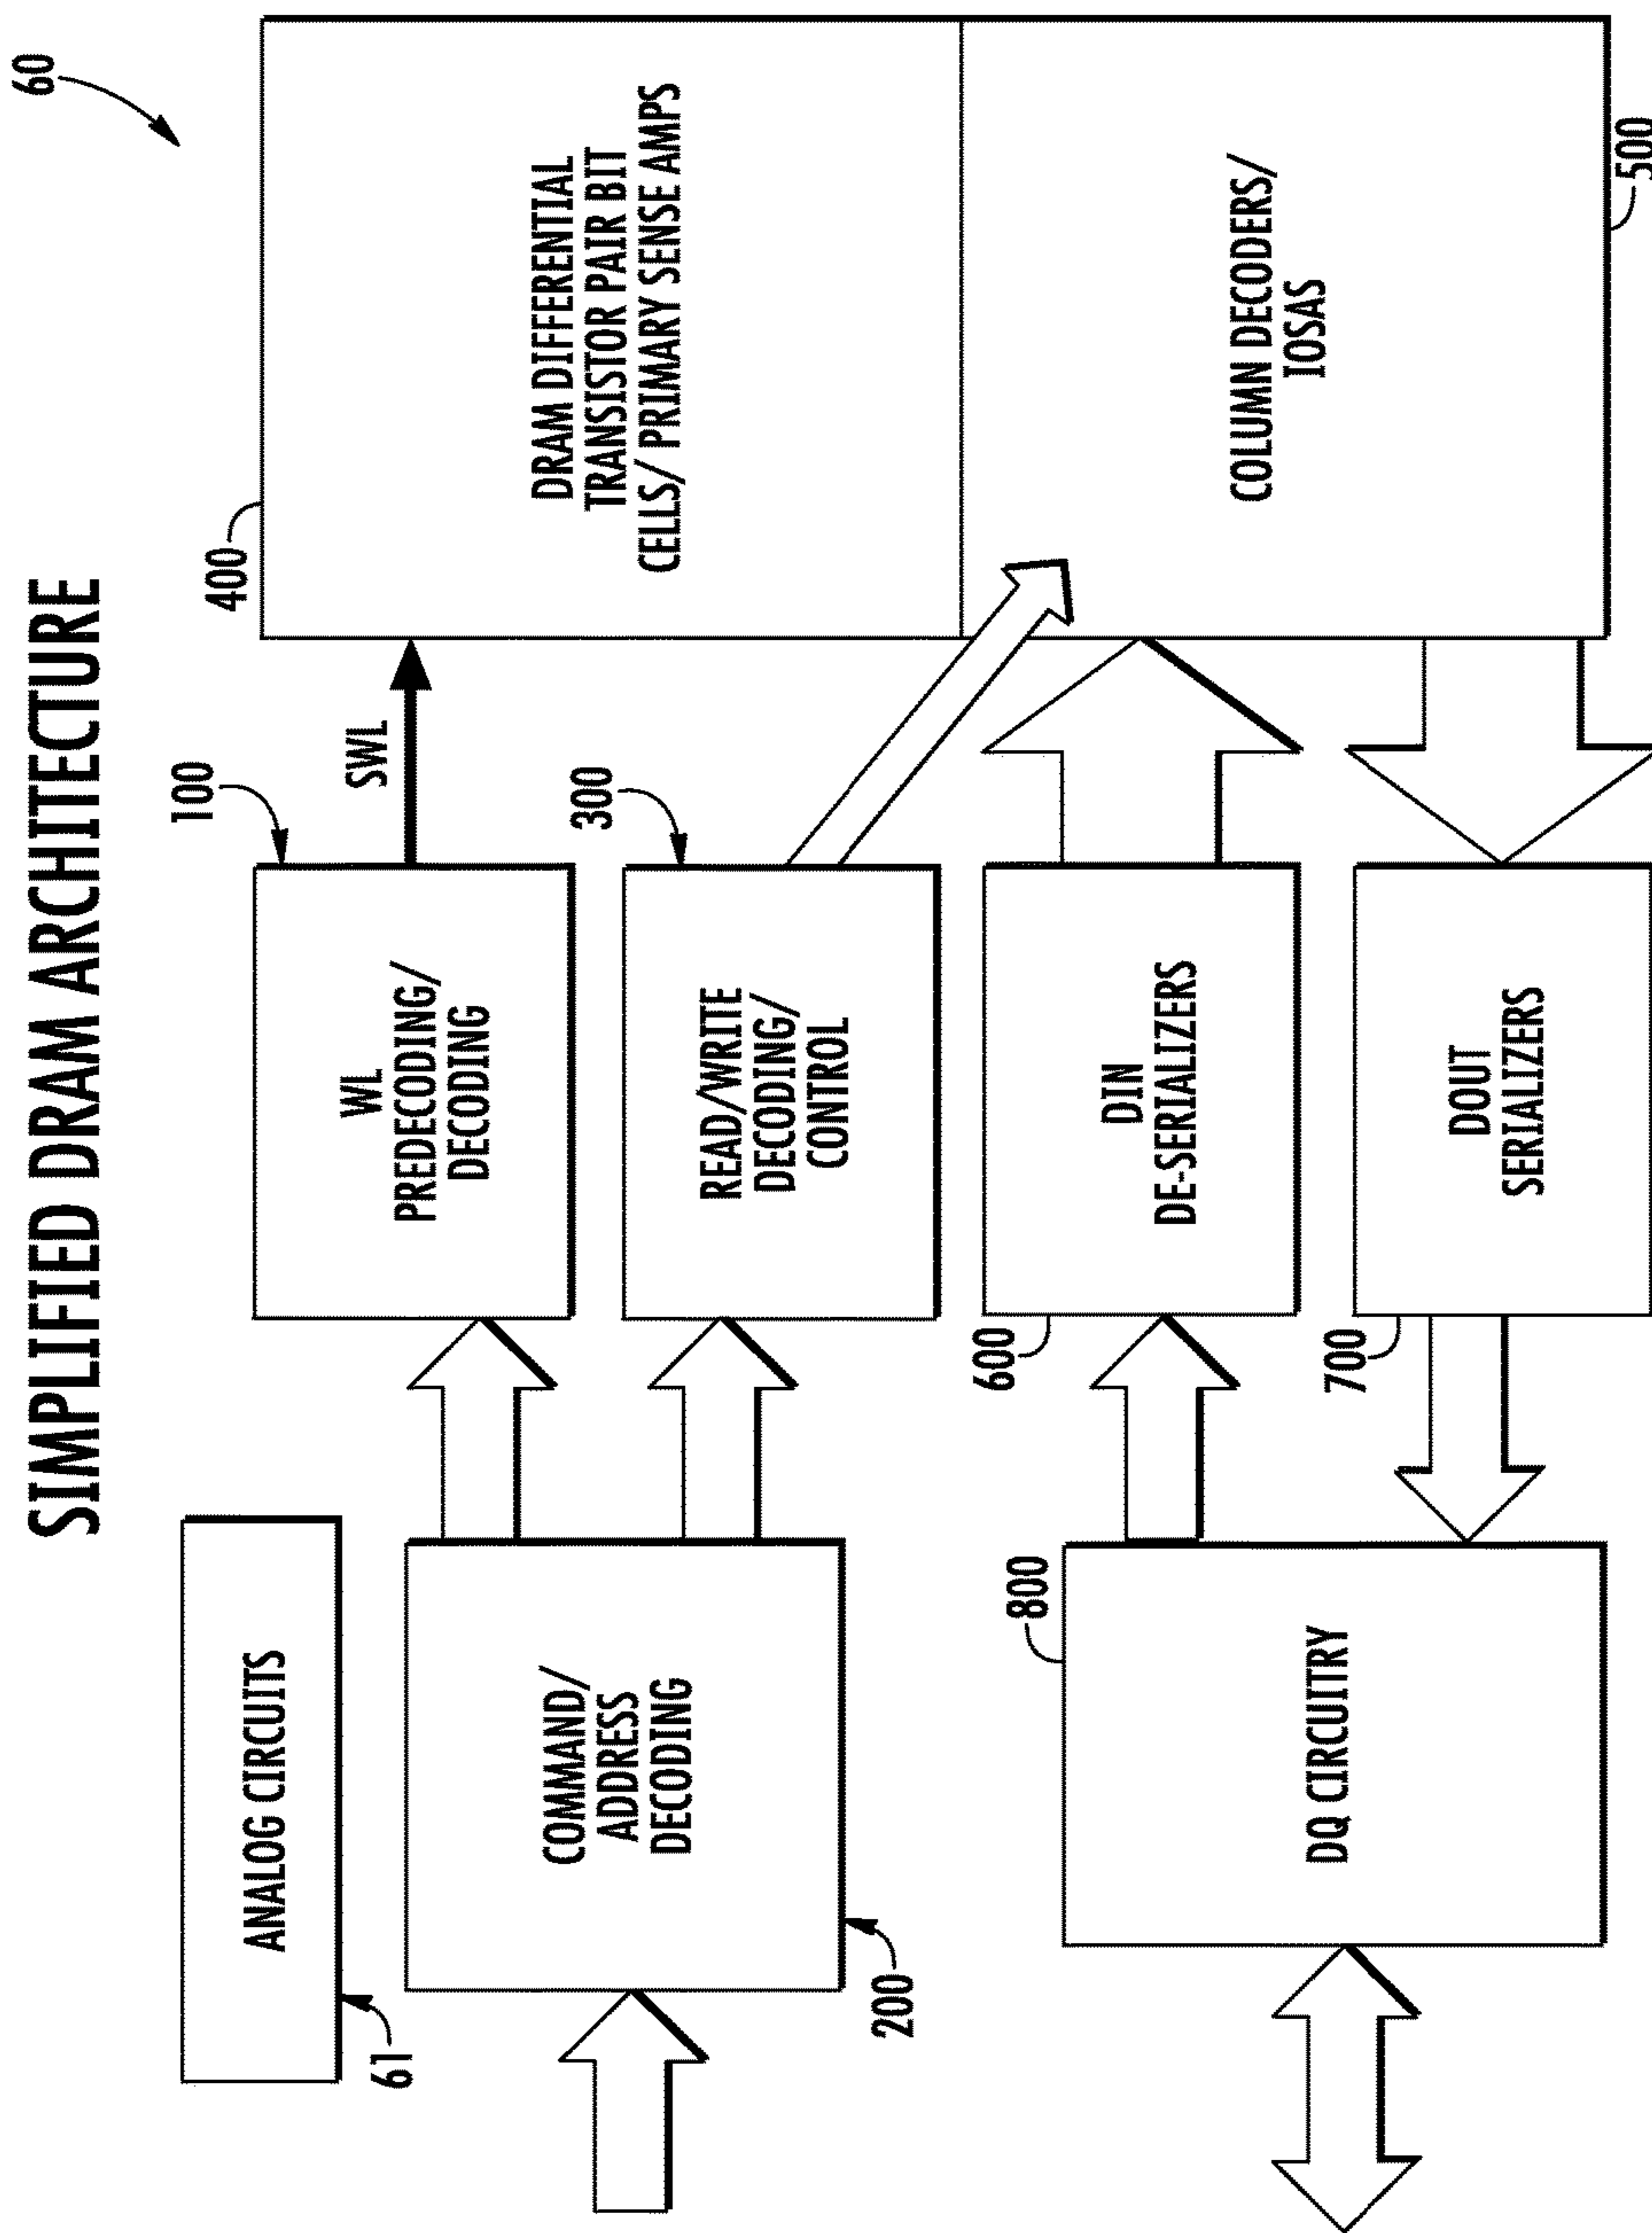 SIMPLIFIED DRAM ARCHITECTURE
60
ANALOG CIRCUITS
61
COMMAND/
ADDRESS
DECODING
200
WL
PREDECODING/
DECODING
100
SWL
READ/WRITE
DECODING/
CONTROL
300
DRAM DIFFERENTIAL
TRANSISTOR PAIR BIT
CELLS/ PRIMARY SENSE AMPS
400
COLUMN DECODERS/
IOSAS
500
DIN
DE-SERIALIZERS
600
DOUT
SERIALIZERS
700
DQ CIRCUITRY
800